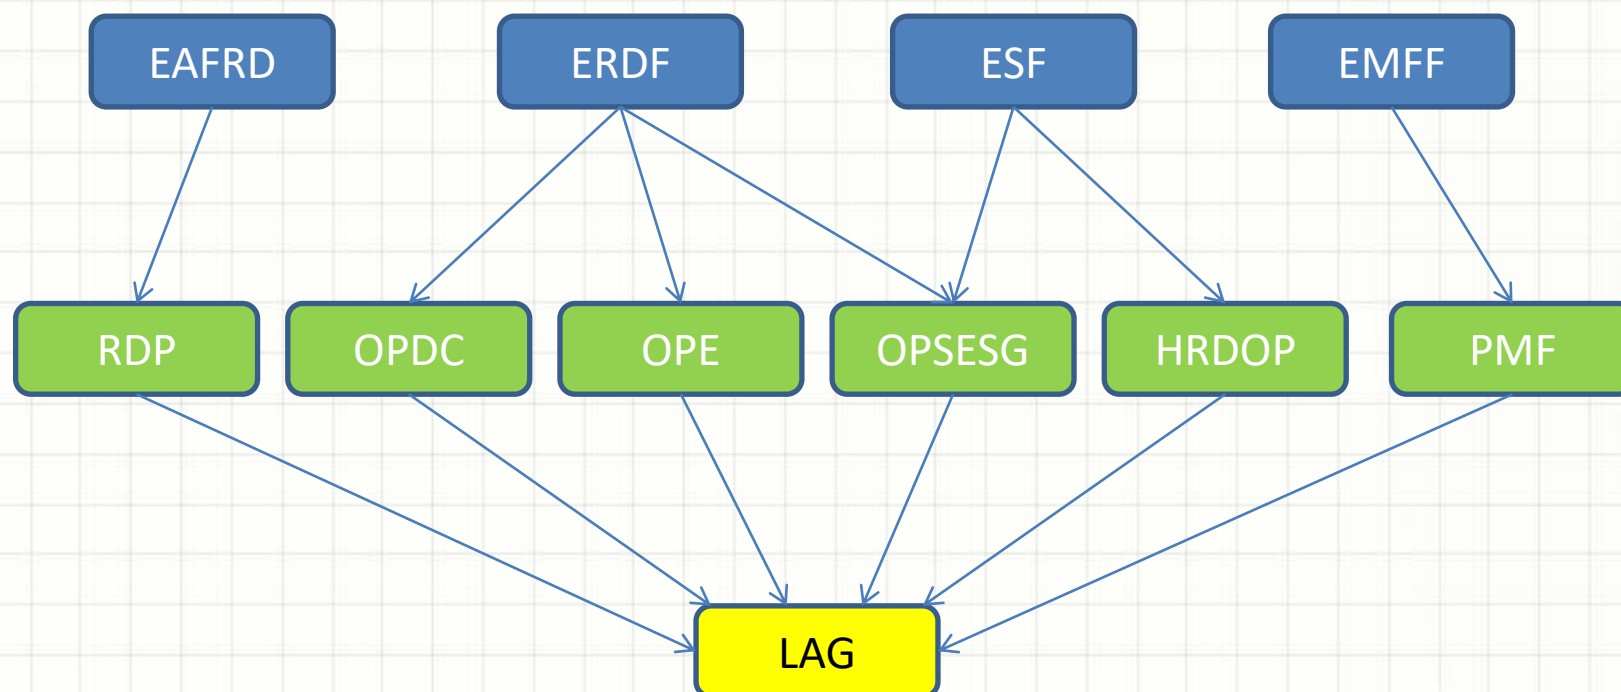 EAFRD
ERDF
ESF
EMFF
RDP
OPDC
OPE
OPSESG
HRDOP
PMF
LAG